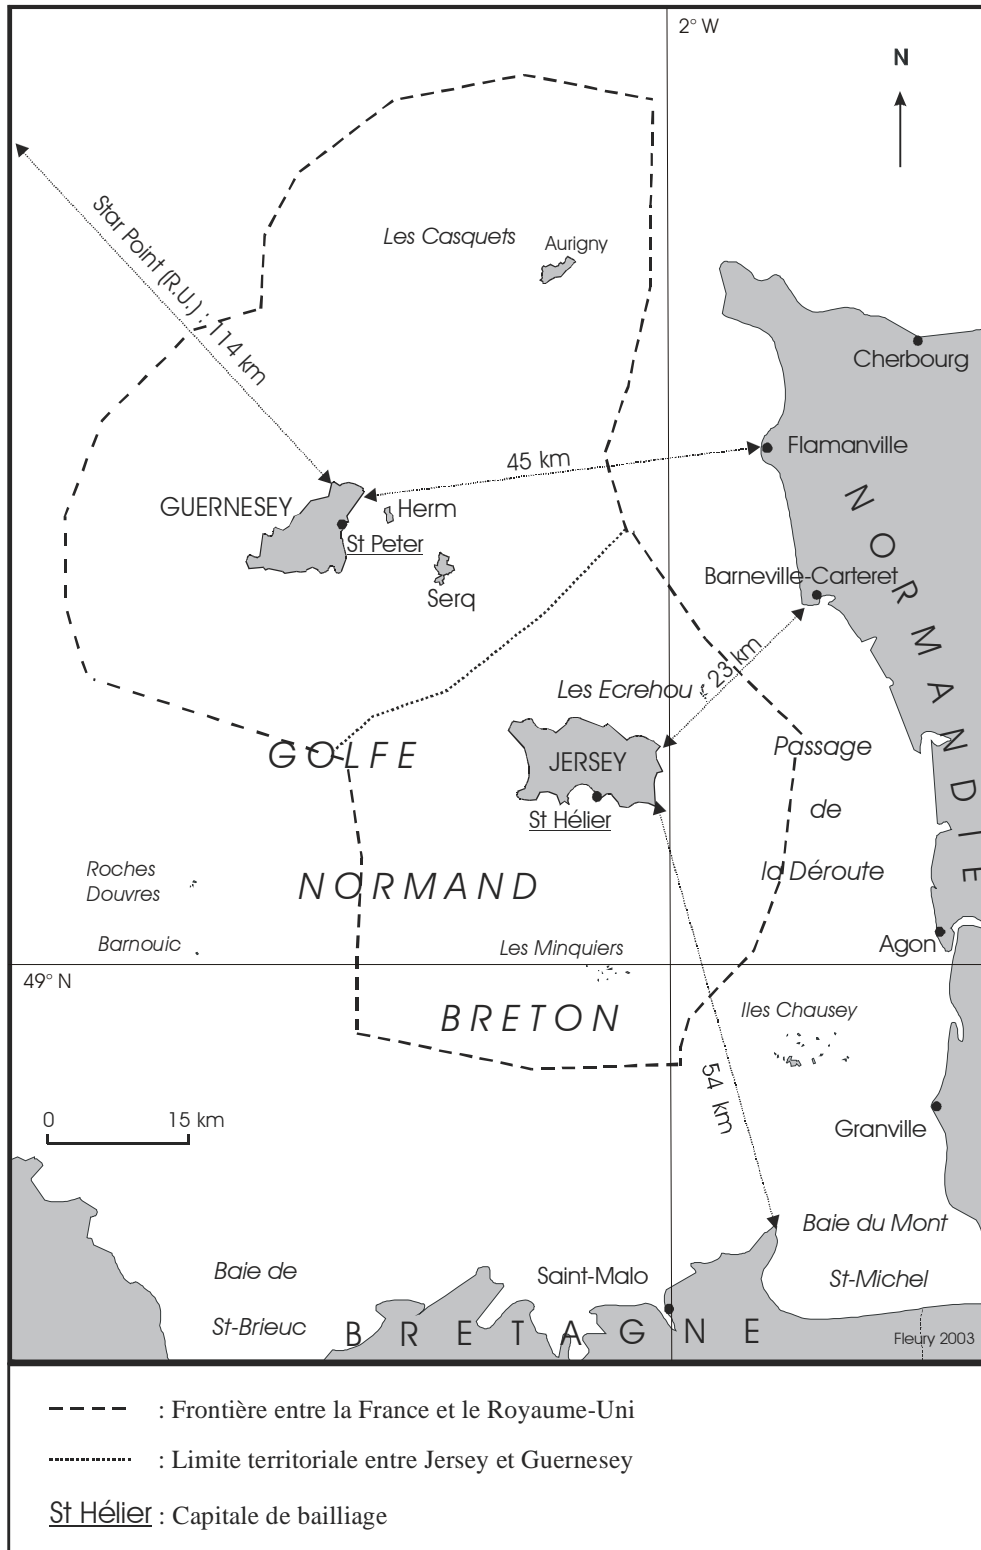 2° W
N
Star Point (R.U.) : 114 km
Les Casquets
Aurigny
Cherbourg
Flamanville
45 km
GUERNESEY
Herm
St Peter
Serq
NORMANDIE
Barneville-Carteret
23 km
Les Ecrehou
GOLFE
JERSEY
St Hélier
Passage
de
la Déroute
Roches
Douvres
NORMAND
Barnouic
Les Minquiers
Agon
49° N
BRETON
Iles Chausey
54 km
0 15 km
Granville
Baie du Mont
St-Michel
Baie de
St-Brieuc
Saint-Malo
BRETAGNE
Fleury 2003
: Frontière entre la France et le Royaume-Uni
: Limite territoriale entre Jersey et Guernesey
St Hélier : Capitale de bailliage